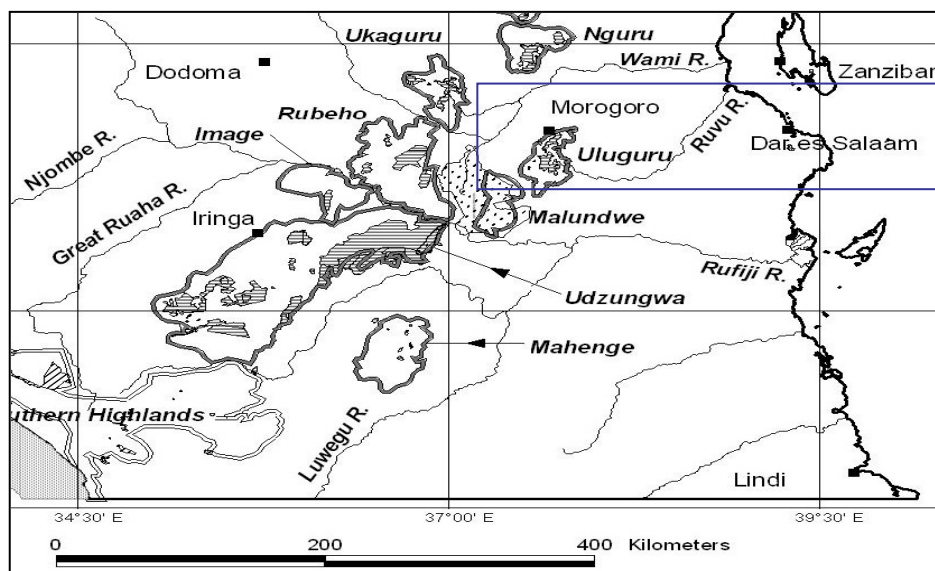 Ukaguru
Nguru
Dodoma
Wami R.
Zanzibar
Rubeho
Morogoro
Image
Ruvu R.
Njombe R.
Uluguru
Dar es Salaam
Great Ruaha R.
Iringa
Malundwe
Rufiji R.
Udzungwa
Mahenge
uthern Highlands
Luwegu R.
Lindi
34°30' E
37°00' E
39°30' E
0
200
400 Kilometers